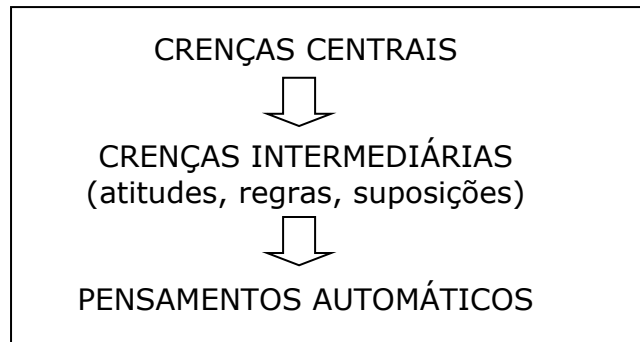 CRENÇAS CENTRAIS
CRENÇAS INTERMEDIÁRIAS
(atitudes, regras, suposições)
PENSAMENTOS AUTOMÁTICOS